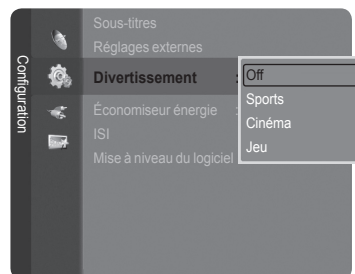 Configuration
Sous-titres
Réglages externes
Divertissement :
Économiseur énergie :
ISI
Mise à niveau du logiciel
Off
Sports
Cinéma
Jeu